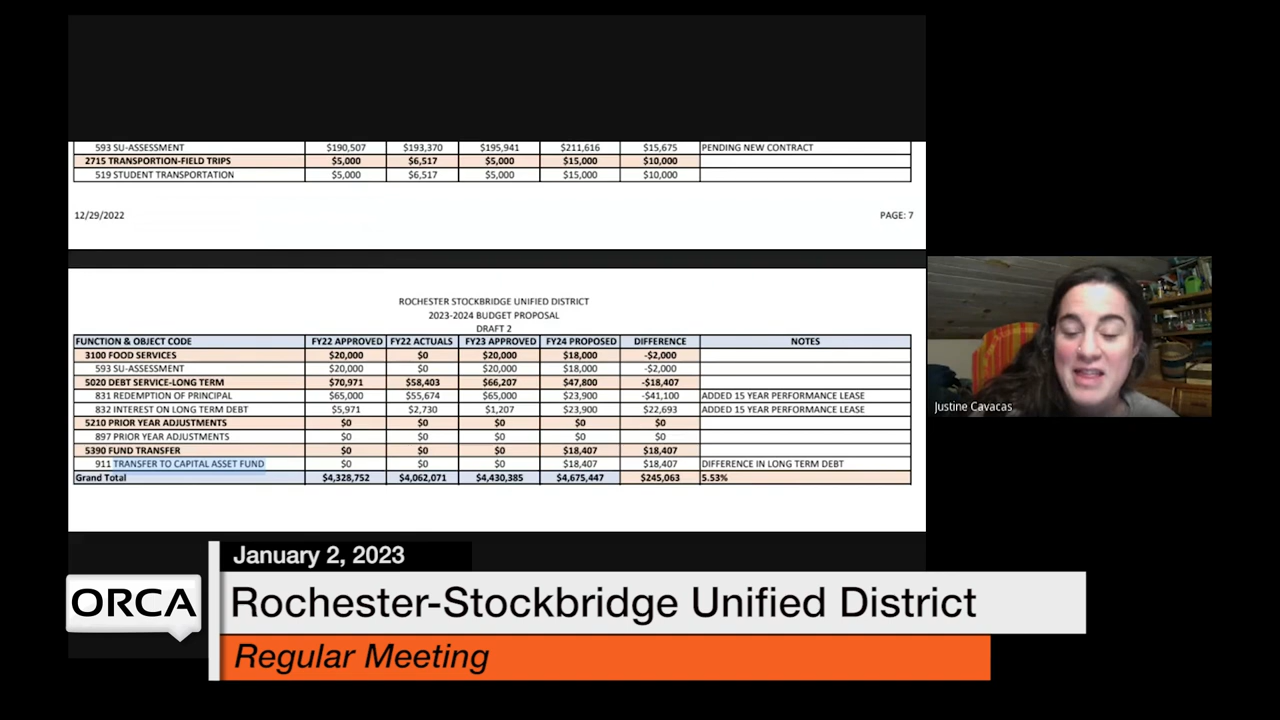 593 SU-ASSESSMENT $190,507 $193,370 $195,941 $211,616 $15,675 PENDING NEW CONTRACT
2715 TRANSPORTION-FIELD TRIPS $5,000 $6,517 $5,000 $15,000 $10,000
519 STUDENT TRANSPORTATION $5,000 $6,517 $5,000 $15,000 $10,000
12/29/2022 PAGE: 7
ROCHESTER STOCKBRIDGE UNIFIED DISTRICT
2023-2024 BUDGET PROPOSAL
DRAFT 2
FUNCTION & OBJECT CODE FY22 APPROVED FY22 ACTUALS FY23 APPROVED FY24 PROPOSED DIFFERENCE NOTES
3100 FOOD SERVICES $20,000 $0 $20,000 $18,000 -$2,000
593 SU-ASSESSMENT $20,000 $0 $20,000 $18,000 -$2,000
5020 DEBT SERVICE-LONG TERM $70,971 $58,403 $66,207 $47,800 -$18,407
831 REDEMPTION OF PRINCIPAL $65,000 $55,674 $65,000 $23,900 -$41,100 ADDED 15 YEAR PERFORMANCE LEASE
832 INTEREST ON LONG TERM DEBT $5,971 $2,730 $1,207 $23,900 $22,693 ADDED 15 YEAR PERFORMANCE LEASE
5210 PRIOR YEAR ADJUSTMENTS $0 $0 $0 $0 $0
897 PRIOR YEAR ADJUSTMENTS $0 $0 $0 $0 $0
5390 FUND TRANSFER $0 $0 $0 $18,407 $18,407
911 TRANSFER TO CAPITAL ASSET FUND $0 $0 $0 $18,407 $18,407 DIFFERENCE IN LONG TERM DEBT
Grand Total $4,328,752 $4,062,071 $4,430,385 $4,675,447 $245,063 5.53%
Justine Cavacas
January 2, 2023
ORCA
Rochester-Stockbridge Unified District
Regular Meeting